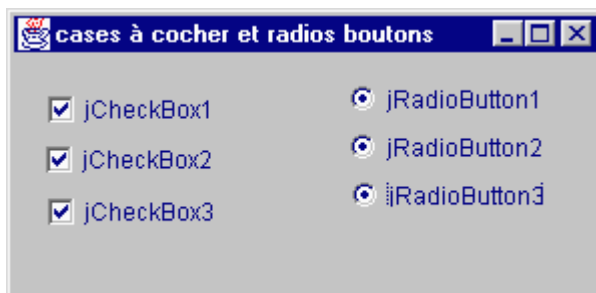 cases à cocher et radios boutons
jCheckBox1
jCheckBox2
jCheckBox3
jRadioButton1
jRadioButton2
jRadioButton3